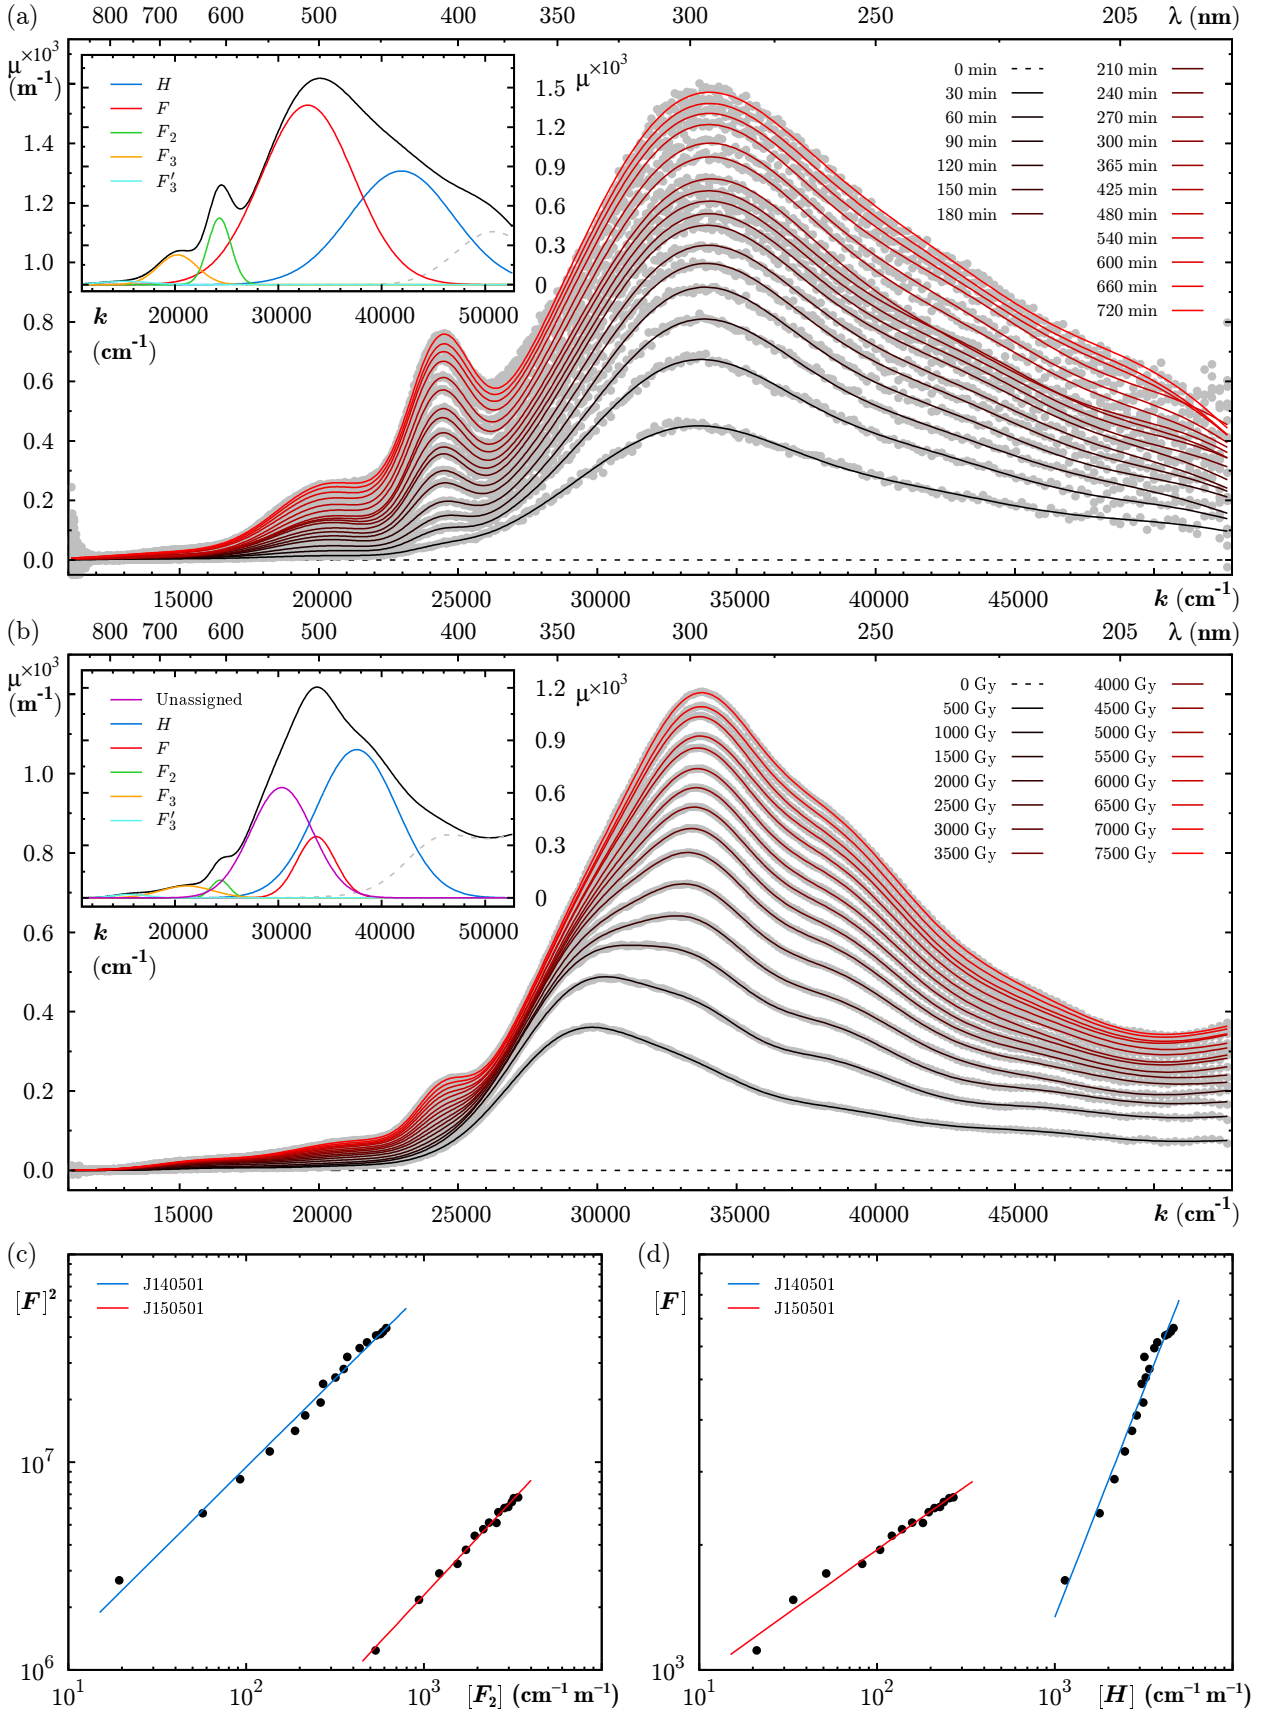 (a) 800 700 600 500 400 350 300 250 205 λ (nm)
μ×10³
(m⁻¹)
1.4
1.2
1.0
0.8
0.6
0.4
0.2
0.0
H
F
F₂
F₃
F₃′
μ×10³
1.5
1.2
0.9
0.6
0.3
0
k 20000 30000 40000 50000
(cm⁻¹)
0 min
30 min
60 min
90 min
120 min
150 min
180 min
210 min
240 min
270 min
300 min
365 min
425 min
480 min
540 min
600 min
660 min
720 min
15000 20000 25000 30000 35000 40000 45000 k (cm⁻¹)
(b) 800 700 600 500 400 350 300 250 205 λ (nm)
μ×10³
(m⁻¹)
1.0
0.8
0.6
0.4
0.2
0.0
Unassigned
H
F
F₂
F₃
F₃′
1.2 μ×10³
0.9
0.6
0.3
0
k 20000 30000 40000 50000
(cm⁻¹)
0 Gy
500 Gy
1000 Gy
1500 Gy
2000 Gy
2500 Gy
3000 Gy
3500 Gy
4000 Gy
4500 Gy
5000 Gy
5500 Gy
6000 Gy
6500 Gy
7000 Gy
7500 Gy
15000 20000 25000 30000 35000 40000 45000 k (cm⁻¹)
(c)
[F]²
J140501
J150501
10⁷
10⁶
10¹ 10² 10³ [F₂] (cm⁻¹ m⁻¹)
(d)
[F]
J140501
J150501
10³
10¹ 10² 10³ [H] (cm⁻¹ m⁻¹)